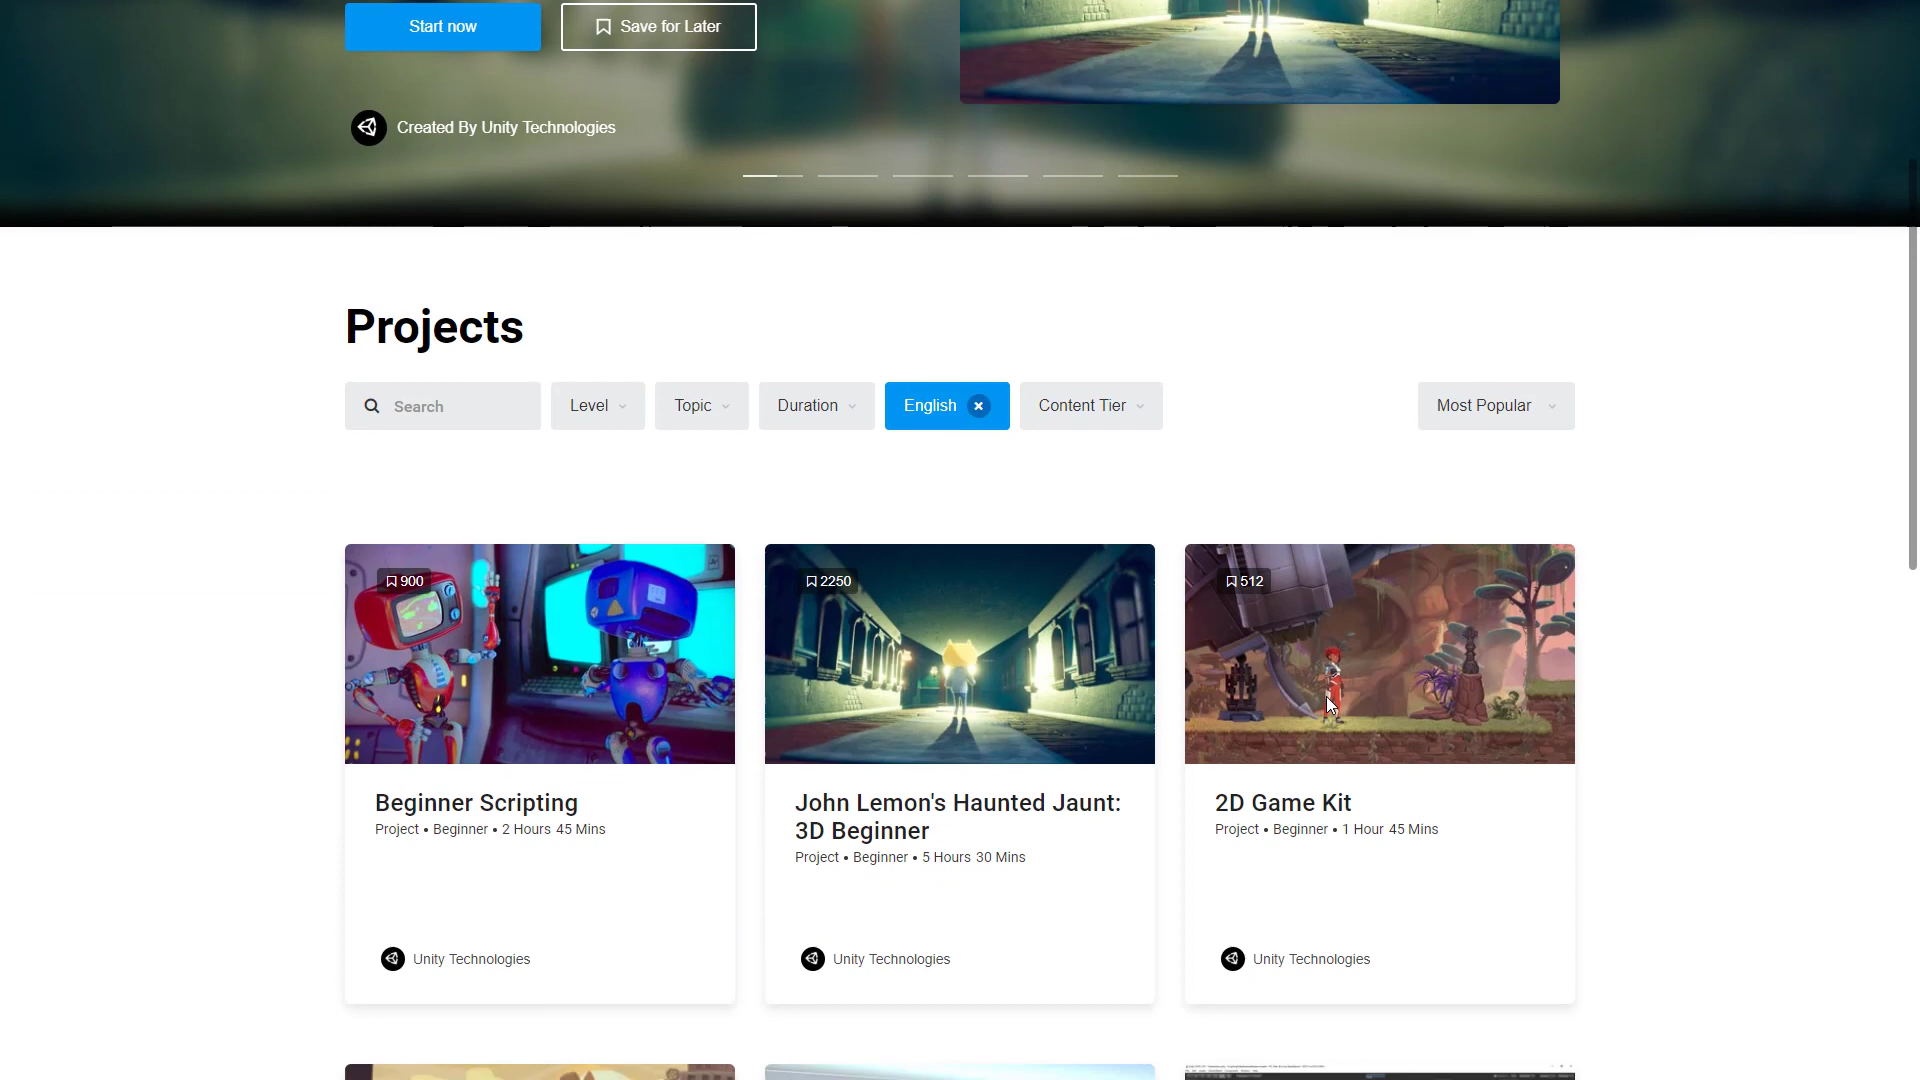 Start now
Save for Later
Created By Unity Technologies
Projects
Search
Level
Topic
Duration
English
Content Tier
Most Popular
900
2250
512
Beginner Scripting
Project • Beginner • 2 Hours 45 Mins
Unity Technologies
John Lemon's Haunted Jaunt:
3D Beginner
Project • Beginner • 5 Hours 30 Mins
Unity Technologies
2D Game Kit
Project • Beginner • 1 Hour 45 Mins
Unity Technologies